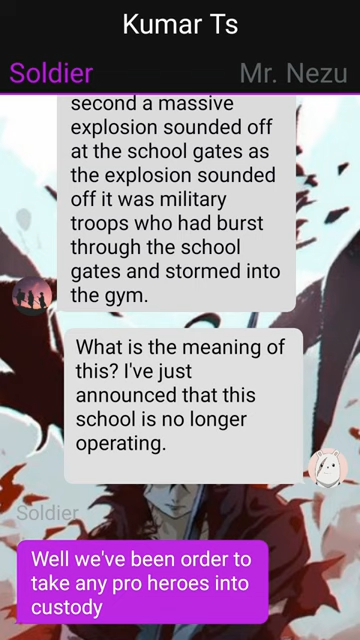 Kumar Ts
Soldier
Mr. Nezu
second a massive
explosion sounded off
at the school gates as
the explosion sounded
off it was military
troops who had burst
through the school
gates and stormed into
the gym.
What is the meaning of
this? I've just
announced that this
school is no longer
operating.
Soldier
Well we've been order to
take any pro heroes into
custody